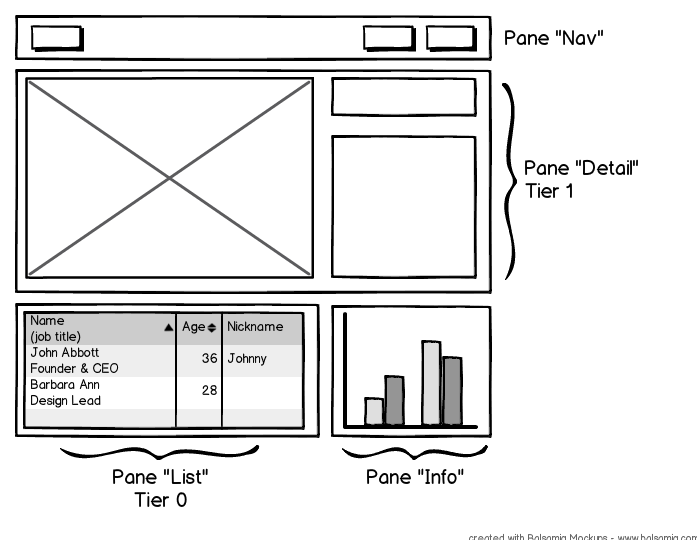 Pane "Nav"
Pane "Detail"
Tier 1
Name
(job title)
Age
Nickname
John Abbott
Founder & CEO
36
Johnny
Barbara Ann
Design Lead
28
Pane "List"
Tier 0
Pane "Info"
created with Balsamiq Mockups - www.balsamiq.com